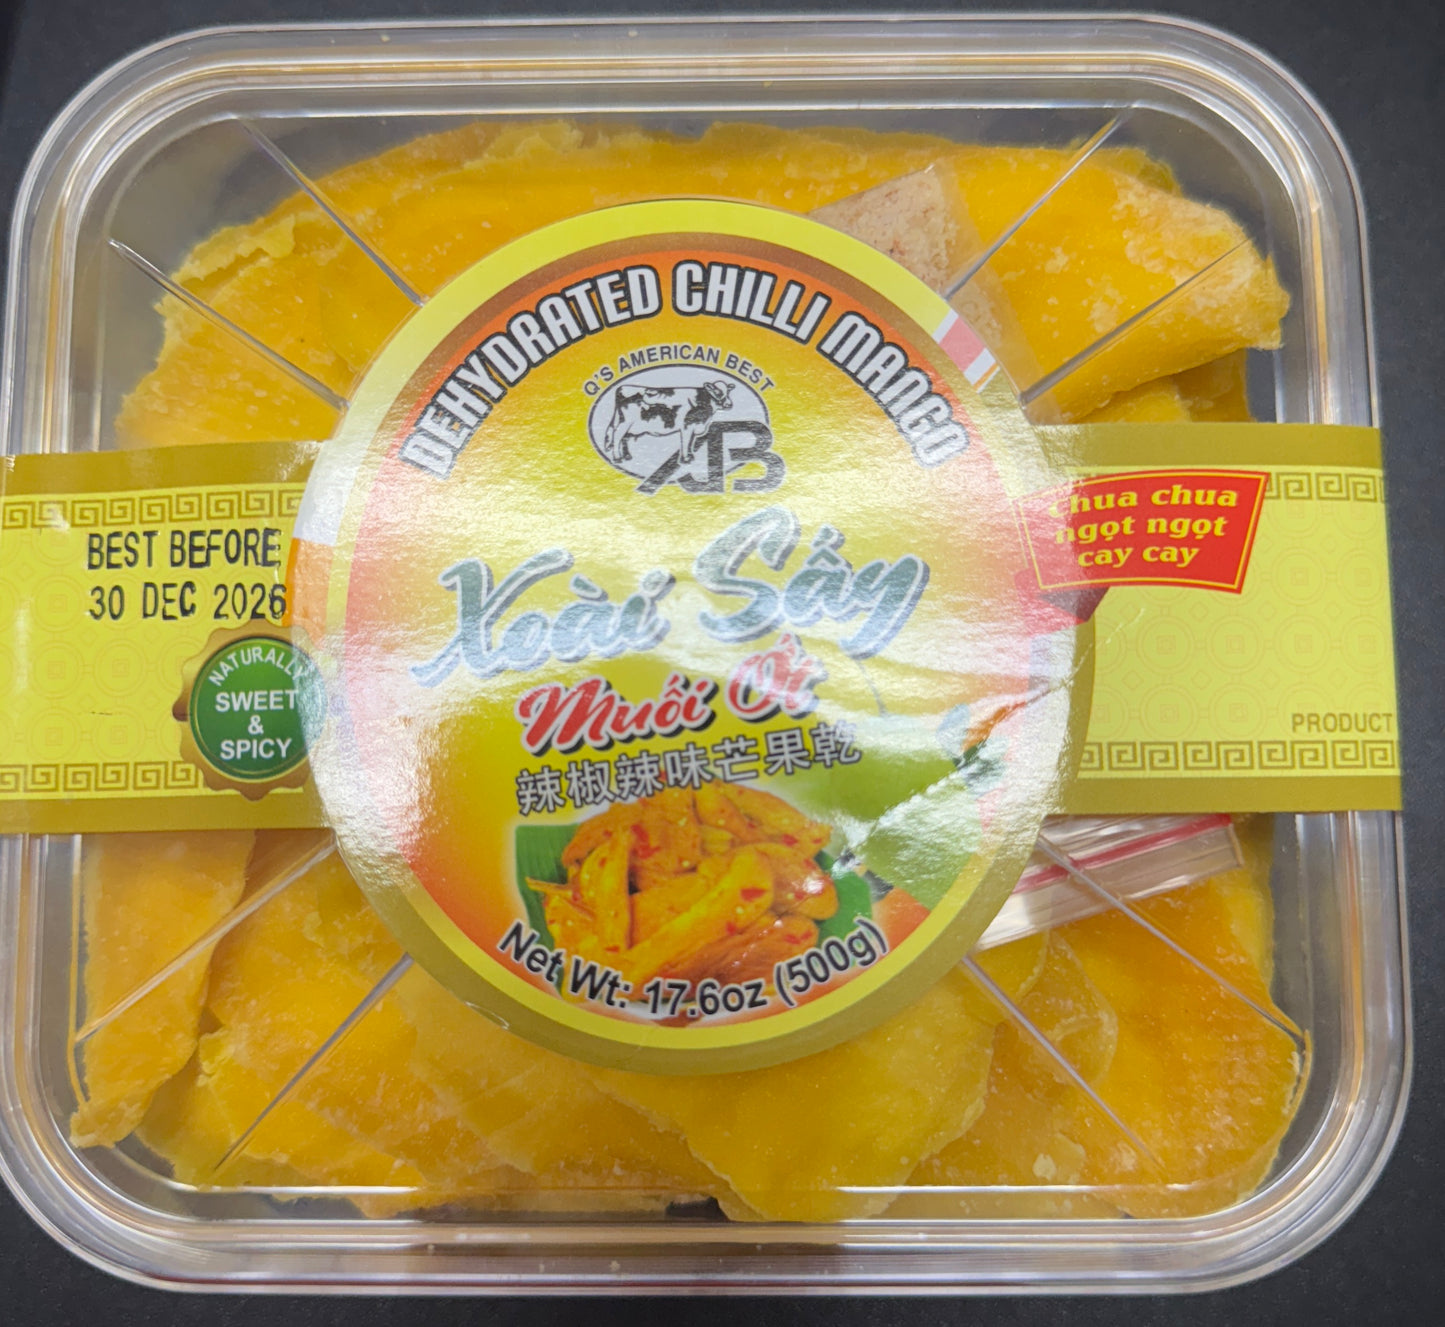 DEHYDRATED CHILLI MANGO
Q'S AMERICAN BEST
AB
chua chua
ngọt ngọt
cay cay
BEST BEFORE
30 DEC 2026
Xoài Sấy
Muối Ớt
辣椒辣味芒果乾
NATURALLY
SWEET
&
SPICY
PRODUCT
Net Wt: 17.6oz (500g)